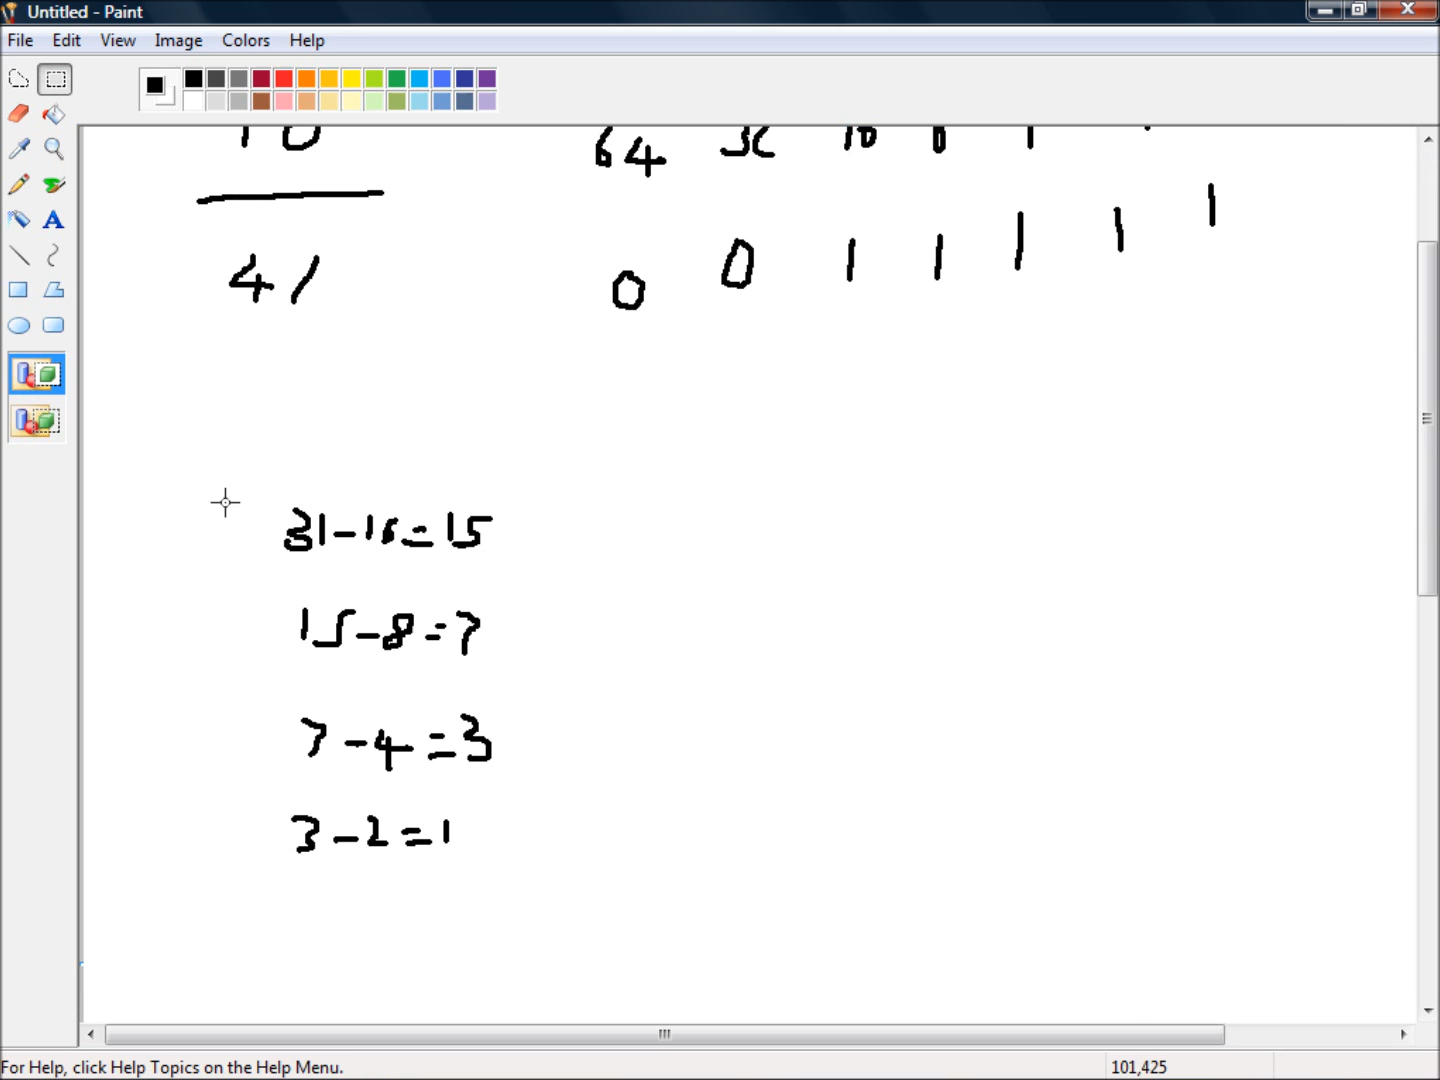 Untitled - Paint
File Edit View Image Colors Help
64 32 16 8
41 0 0 1 1 1 1 1
31-16=15
15-8=7
7-4=3
3-2=1
For Help, click Help Topics on the Help Menu.
101,425